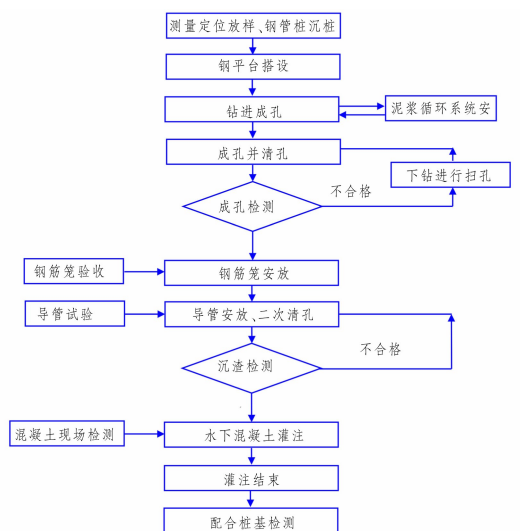 测量定位放样、钢管桩沉桩
钢平台搭设
钻进成孔
泥浆循环系统安
成孔并清孔
下钻进行扫孔
不合格
成孔检测
钢筋笼验收
钢筋笼安放
导管试验
导管安放、二次清孔
不合格
沉渣检测
混凝土现场检测
水下混凝土灌注
灌注结束
配合桩基检测